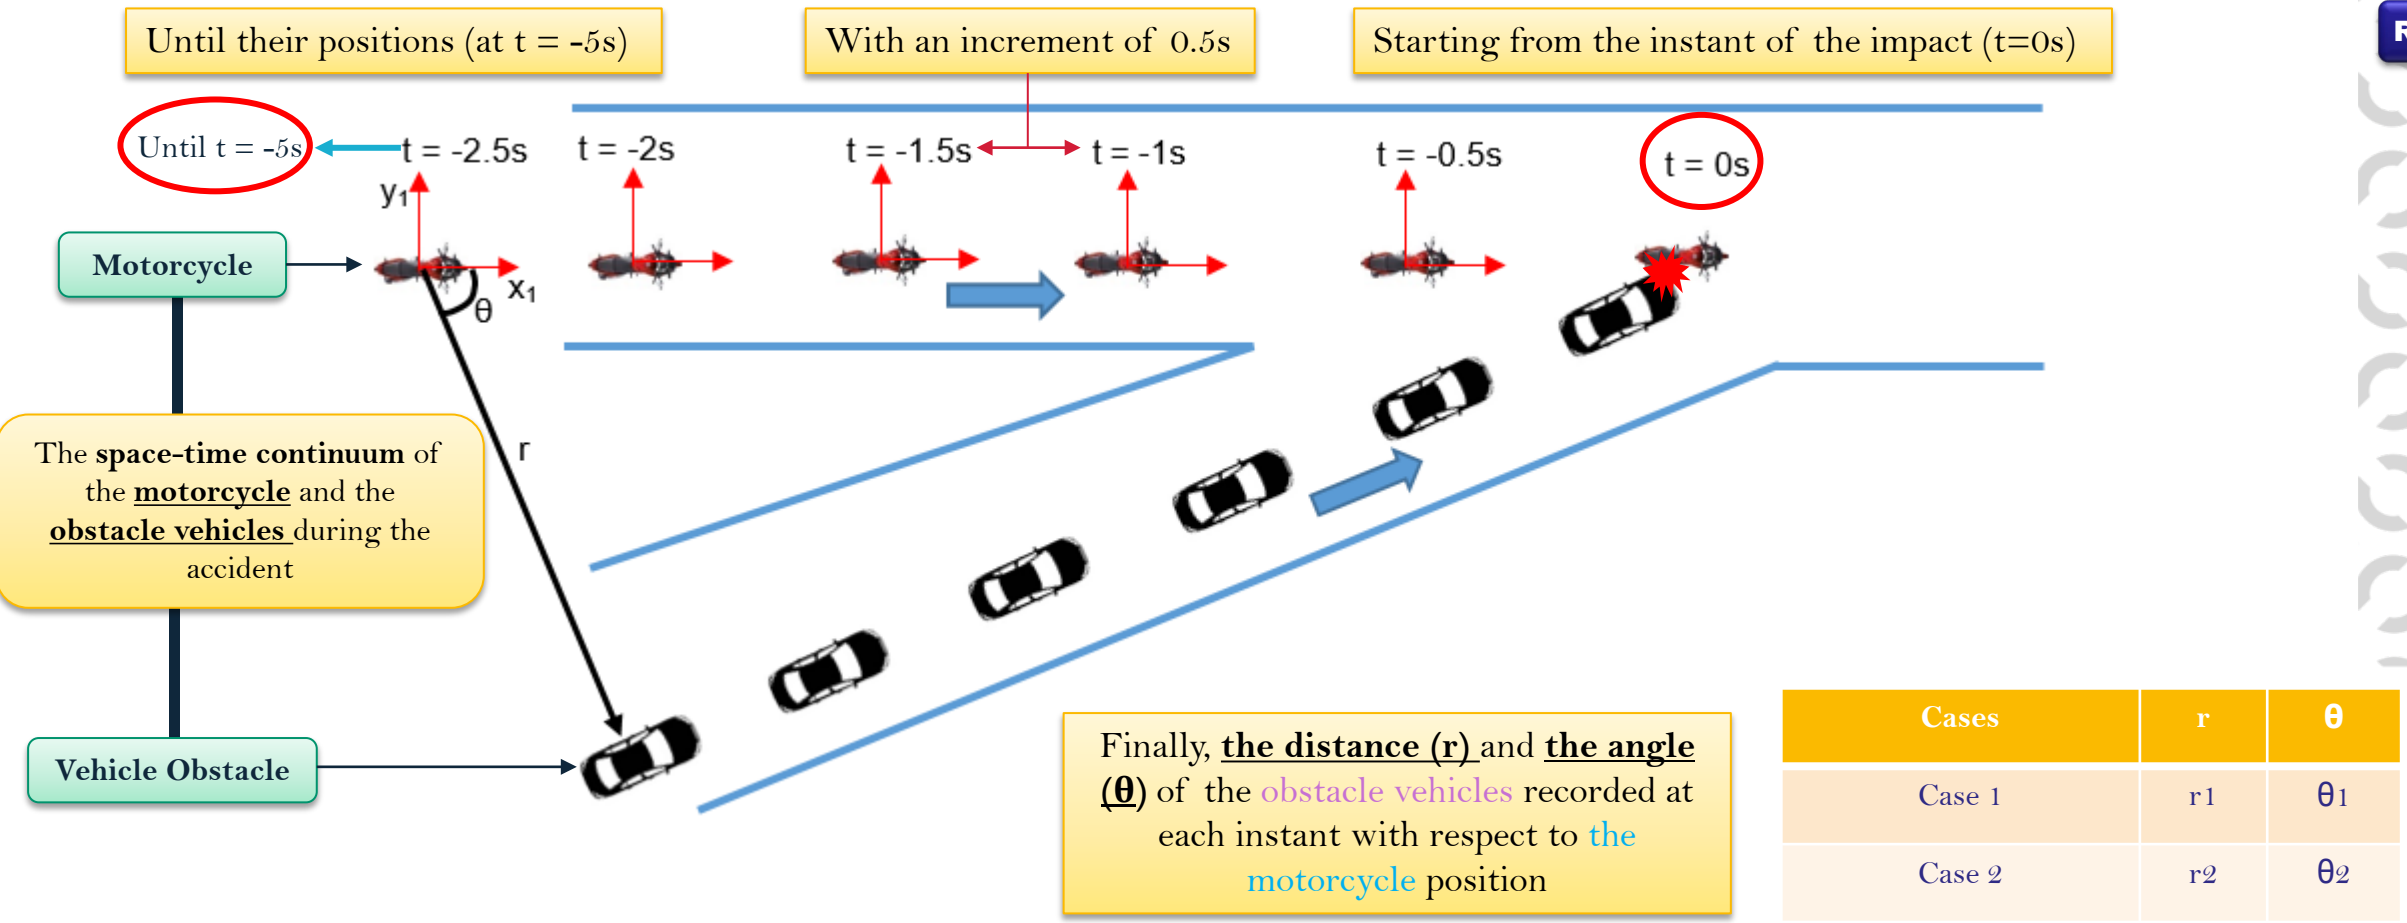 Until their positions (at t = -5s)
With an increment of 0.5s
Starting from the instant of the impact (t=0s)
R
Until t = -5s
t = -2.5s
t = -2s
t = -1.5s
t = -1s
t = -0.5s
t = 0s
y₁
x₁
θ
r
Motorcycle
The space-time continuum of
the motorcycle and the
obstacle vehicles during the
accident
Vehicle Obstacle
Finally, the distance (r) and the angle
(θ) of the obstacle vehicles recorded at
each instant with respect to the
motorcycle position
Cases r θ
Case 1 r1 θ1
Case 2 r2 θ2